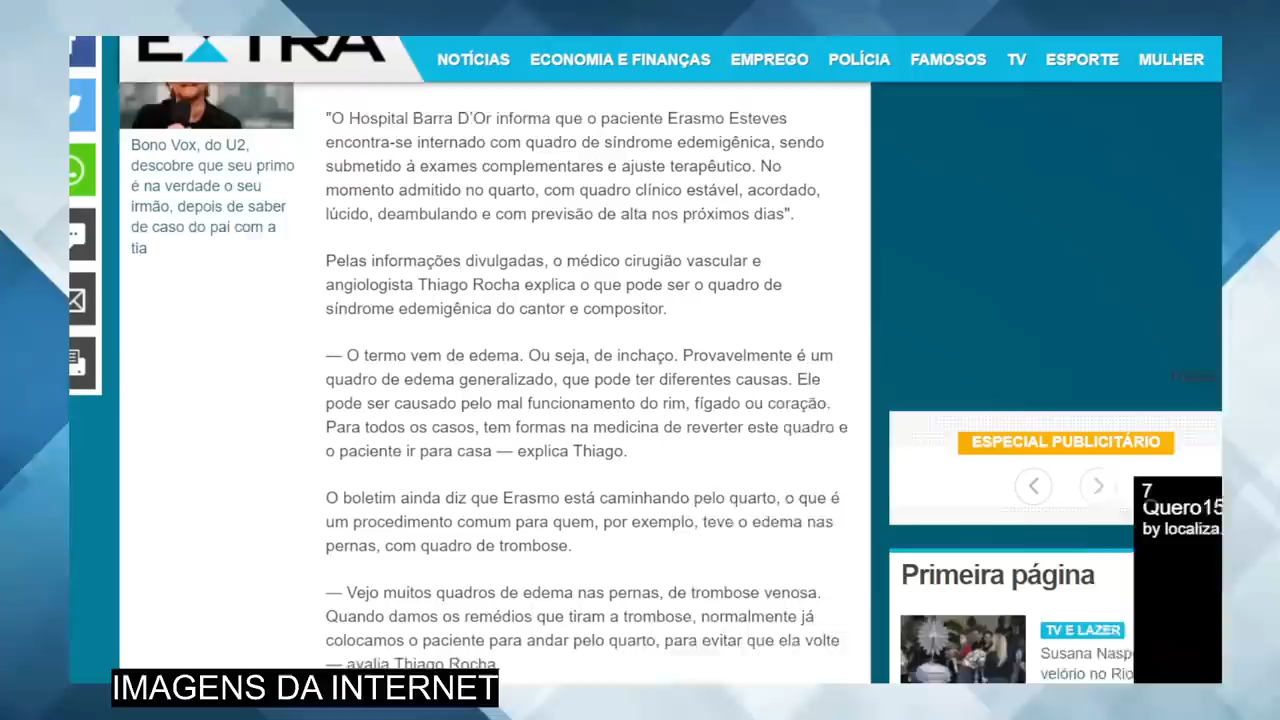 EXTRA
NOTÍCIAS ECONOMIA E FINANÇAS EMPREGO POLÍCIA FAMOSOS TV ESPORTE MULHER
Bono Vox, do U2,
descobre que seu primo
é na verdade o seu
irmão, depois de saber
de caso do pai com a
tia
"O Hospital Barra D'Or informa que o paciente Erasmo Esteves
encontra-se internado com quadro de síndrome edemigênica, sendo
submetido à exames complementares e ajuste terapêutico. No
momento admitido no quarto, com quadro clínico estável, acordado,
lúcido, deambulando e com previsão de alta nos próximos dias".
Pelas informações divulgadas, o médico cirugião vascular e
angiologista Thiago Rocha explica o que pode ser o quadro de
síndrome edemigênica do cantor e compositor.
— O termo vem de edema. Ou seja, de inchaço. Provavelmente é um
quadro de edema generalizado, que pode ter diferentes causas. Ele
pode ser causado pelo mal funcionamento do rim, fígado ou coração.
Para todos os casos, tem formas na medicina de reverter este quadro e
o paciente ir para casa — explica Thiago.
O boletim ainda diz que Erasmo está caminhando pelo quarto, o que é
um procedimento comum para quem, por exemplo, teve o edema nas
pernas, com quadro de trombose.
— Vejo muitos quadros de edema nas pernas, de trombose venosa.
Quando damos os remédios que tiram a trombose, normalmente já
colocamos o paciente para andar pelo quarto, para evitar que ela volte
— avalia Thiago Rocha.
ESPECIAL PUBLICITÁRIO
7
Quero15
by localiza.
Primeira página
TV E LAZER
Susana Nasp
velório no Rio
IMAGENS DA INTERNET